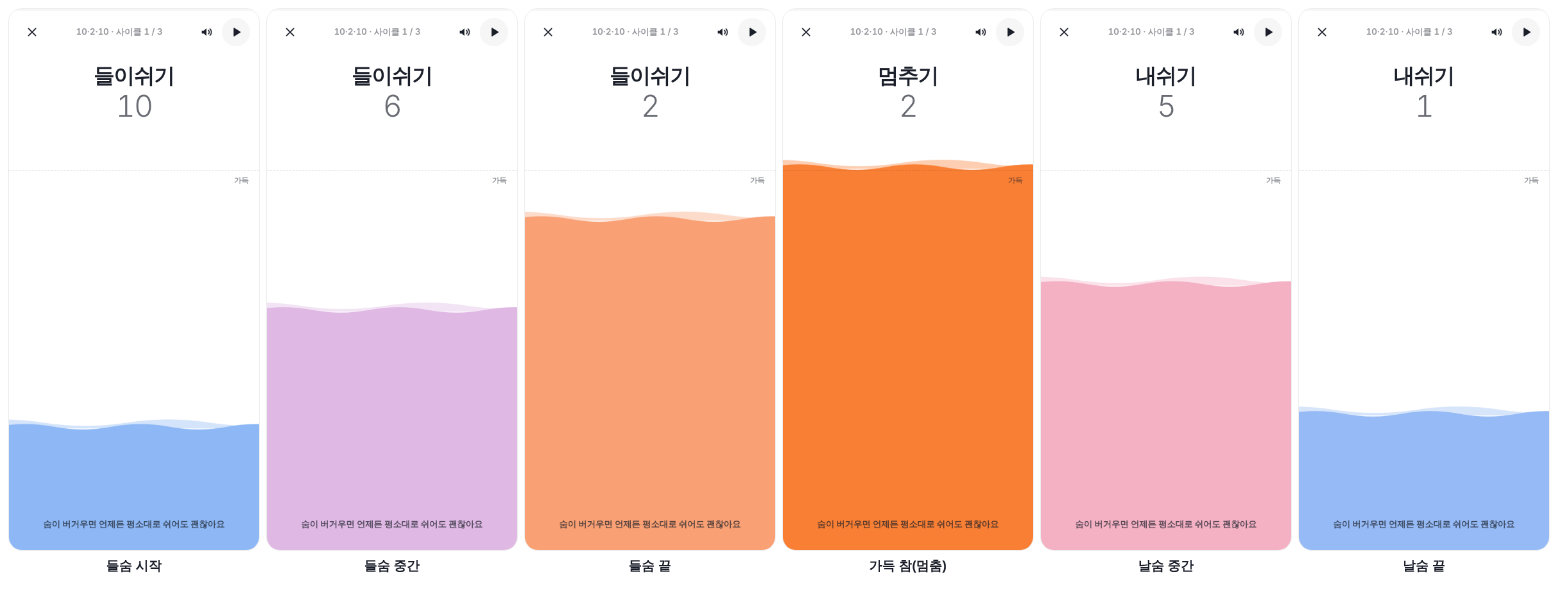 10·2·10 · 사이클 1 / 3
들이쉬기
10
가득
숨이 버거우면 언제든 평소대로 쉬어도 괜찮아요
들숨 시작
10·2·10 · 사이클 1 / 3
들이쉬기
6
가득
숨이 버거우면 언제든 평소대로 쉬어도 괜찮아요
들숨 중간
10·2·10 · 사이클 1 / 3
들이쉬기
2
가득
숨이 버거우면 언제든 평소대로 쉬어도 괜찮아요
들숨 끝
10·2·10 · 사이클 1 / 3
멈추기
2
가득
숨이 버거우면 언제든 평소대로 쉬어도 괜찮아요
가득 참(멈춤)
10·2·10 · 사이클 1 / 3
내쉬기
5
가득
숨이 버거우면 언제든 평소대로 쉬어도 괜찮아요
날숨 중간
10·2·10 · 사이클 1 / 3
내쉬기
1
가득
숨이 버거우면 언제든 평소대로 쉬어도 괜찮아요
날숨 끝